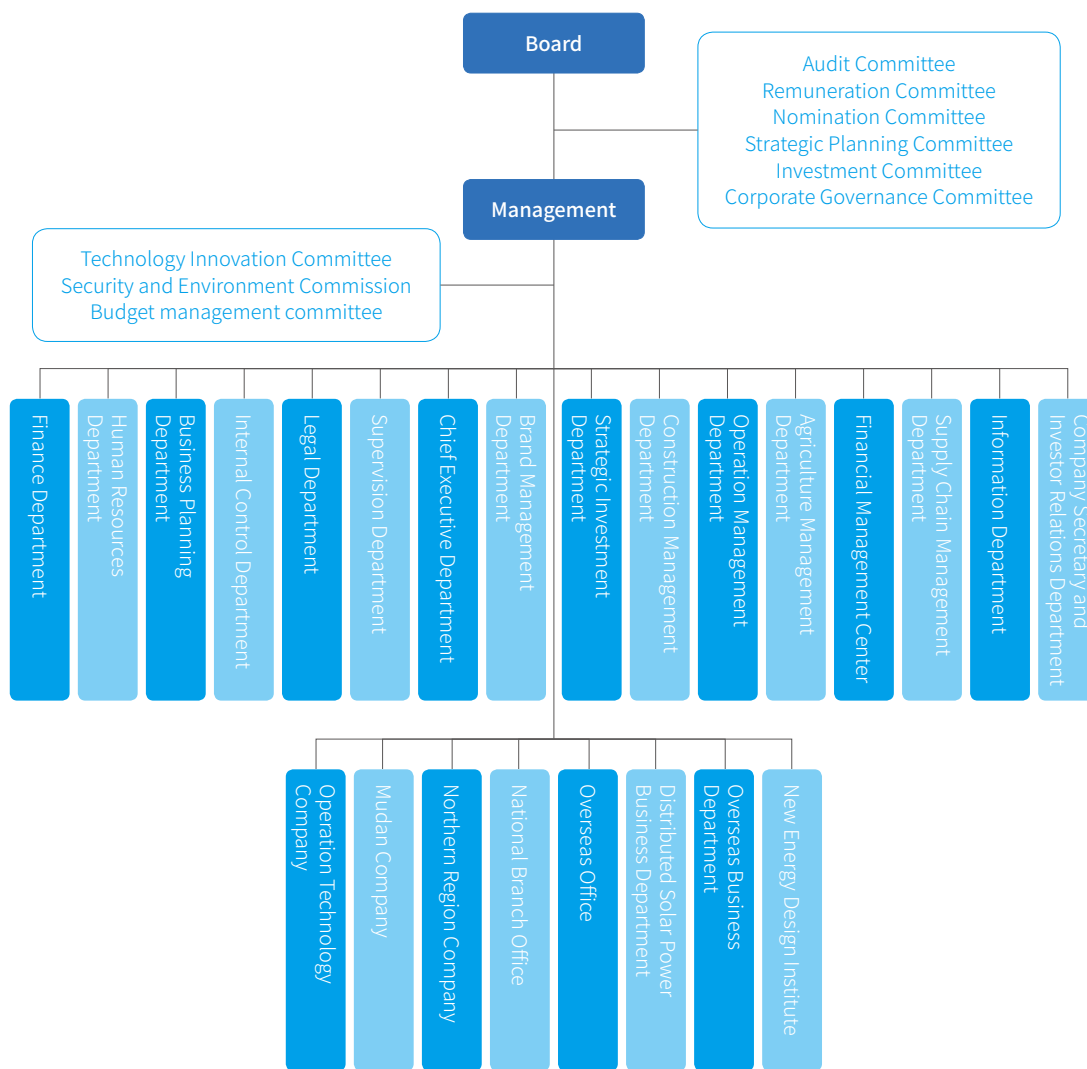 Board
Audit Committee
Remuneration Committee
Nomination Committee
Strategic Planning Committee
Investment Committee
Corporate Governance Committee
Management
Technology Innovation Committee
Security and Environment Commission
Budget management committee
Finance Department
Human Resources
Department
Business Planning
Department
Internal Control Department
Legal Department
Supervision Department
Chief Executive Department
Brand Management
Department
Strategic Investment
Department
Construction Management
Department
Operation Management
Department
Agriculture Management
Department
Financial Management Center
Supply Chain Management
Department
Information Department
Company Secretary and
Investor Relations Department
Operation Technology
Company
Mudan Company
Northern Region Company
National Branch Office
Overseas Office
Distributed Solar Power
Business Department
Overseas Business
Department
New Energy Design Institute